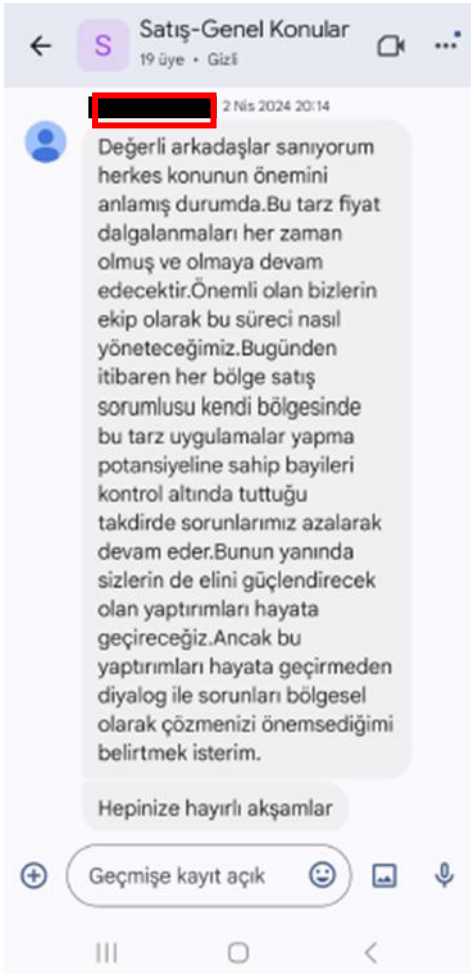 Satış-Genel Konular
S
19 üye • Gizli
2 Nis 2024 20:14
Değerli arkadaşlar sanıyorum
herkes konunun önemini
anlamış durumda.Bu tarz fiyat
dalgalanmaları her zaman
olmuş ve olmaya devam
edecektir.Önemli olan bizlerin
ekip olarak bu süreci nasıl
yöneteceğimiz.Bugünden
itibaren her bölge satış
sorumlusu kendi bölgesinde
bu tarz uygulamalar yapma
potansiyeline sahip bayileri
kontrol altında tuttuğu
takdirde sorunlarımız azalarak
devam eder.Bunun yanında
sizlerin de elini güçlendirecek
olan yaptırımları hayata
geçireceğiz.Ancak bu
yaptırımları hayata geçirmeden
diyalog ile sorunları bölgesel
olarak çözmenizi önemsediğimi
belirtmek isterim.
Hepinize hayırlı akşamlar
Geçmişe kayıt açık